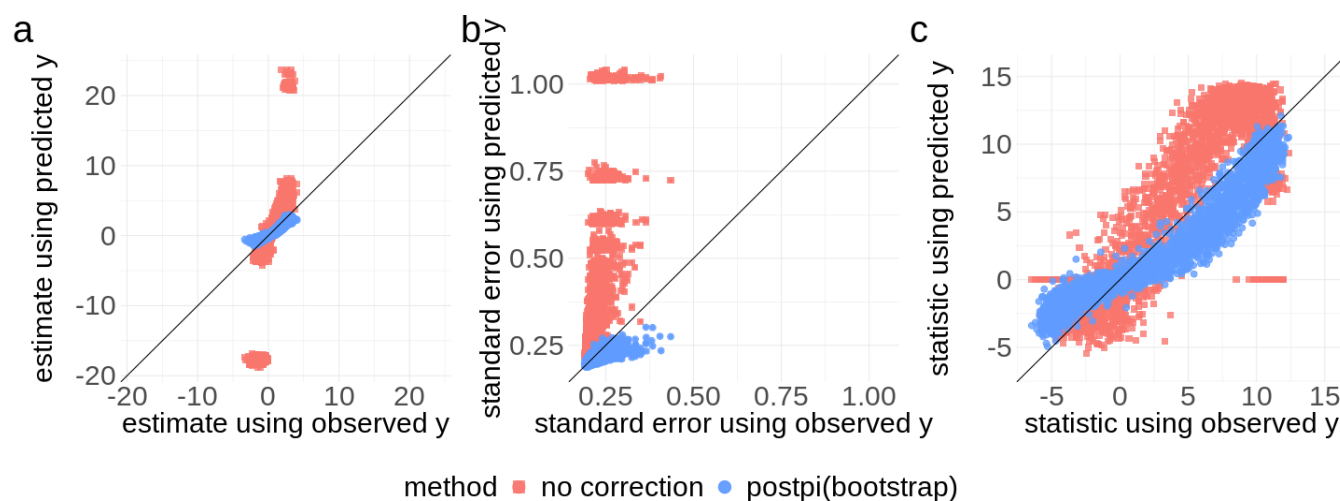 a
estimate using predicted y
20
10
0
-10
-20
-20 -10 0 10 20
estimate using observed y
b
standard error using predicted y
1.00
0.75
0.50
0.25
0.25 0.50 0.75 1.00
standard error using observed y
c
statistic using predicted y
15
10
5
0
-5
-5 0 5 10 15
statistic using observed y
method no correction postpi(bootstrap)